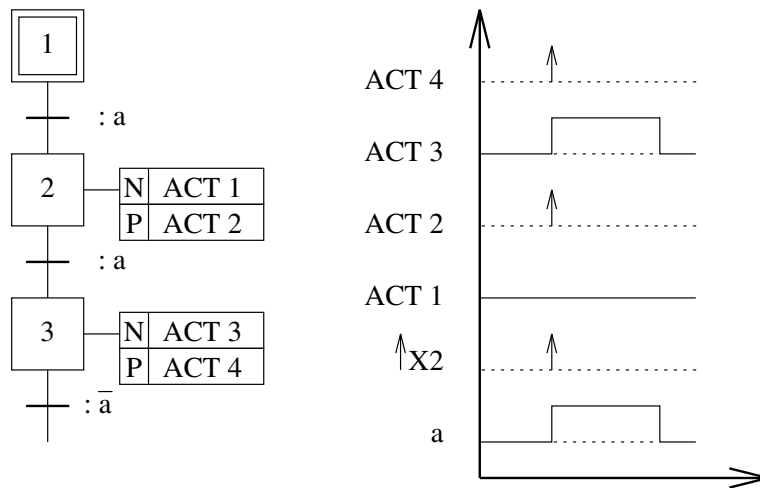 1
: a
2
N ACT 1
P ACT 2
: a
3
N ACT 3
P ACT 4
: a̅
ACT 4
ACT 3
ACT 2
ACT 1
↑X2
a